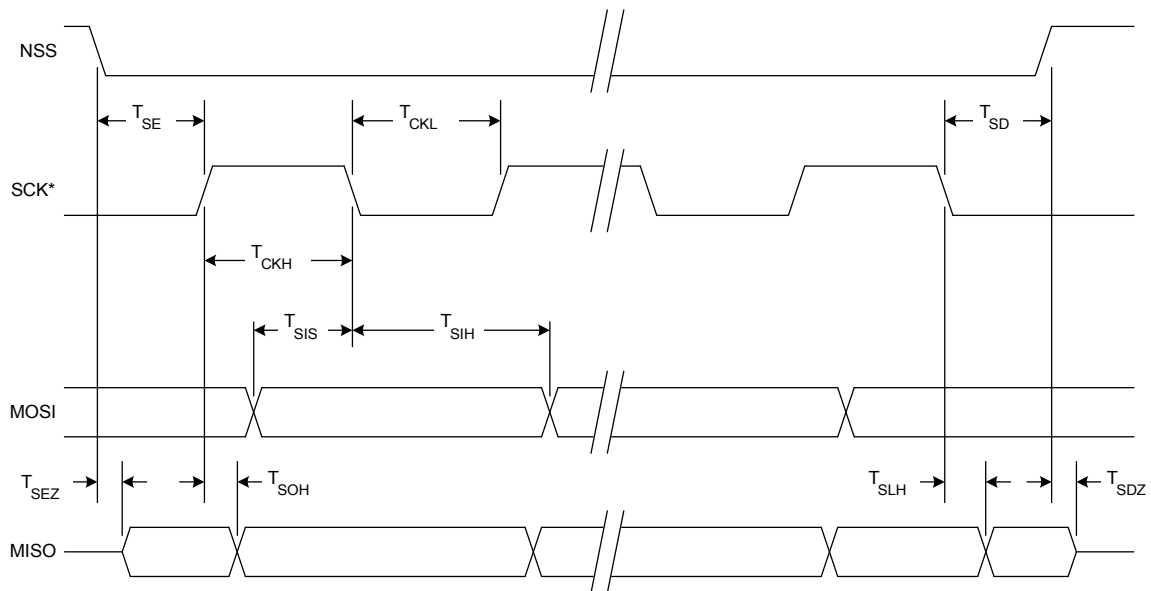 NSS
TSE
TCKL
TSD
SCK*
TCKH
TSIS
TSIH
MOSI
TSEZ
TSOH
TSLH
TSDZ
MISO